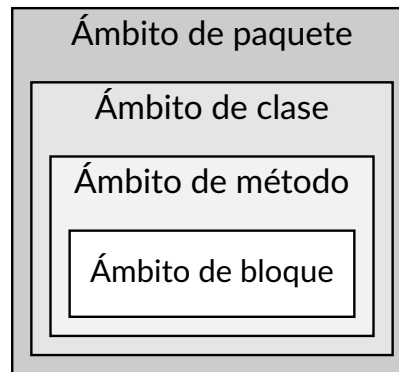 Ámbito de paquete
Ámbito de clase
Ámbito de método
Ámbito de bloque